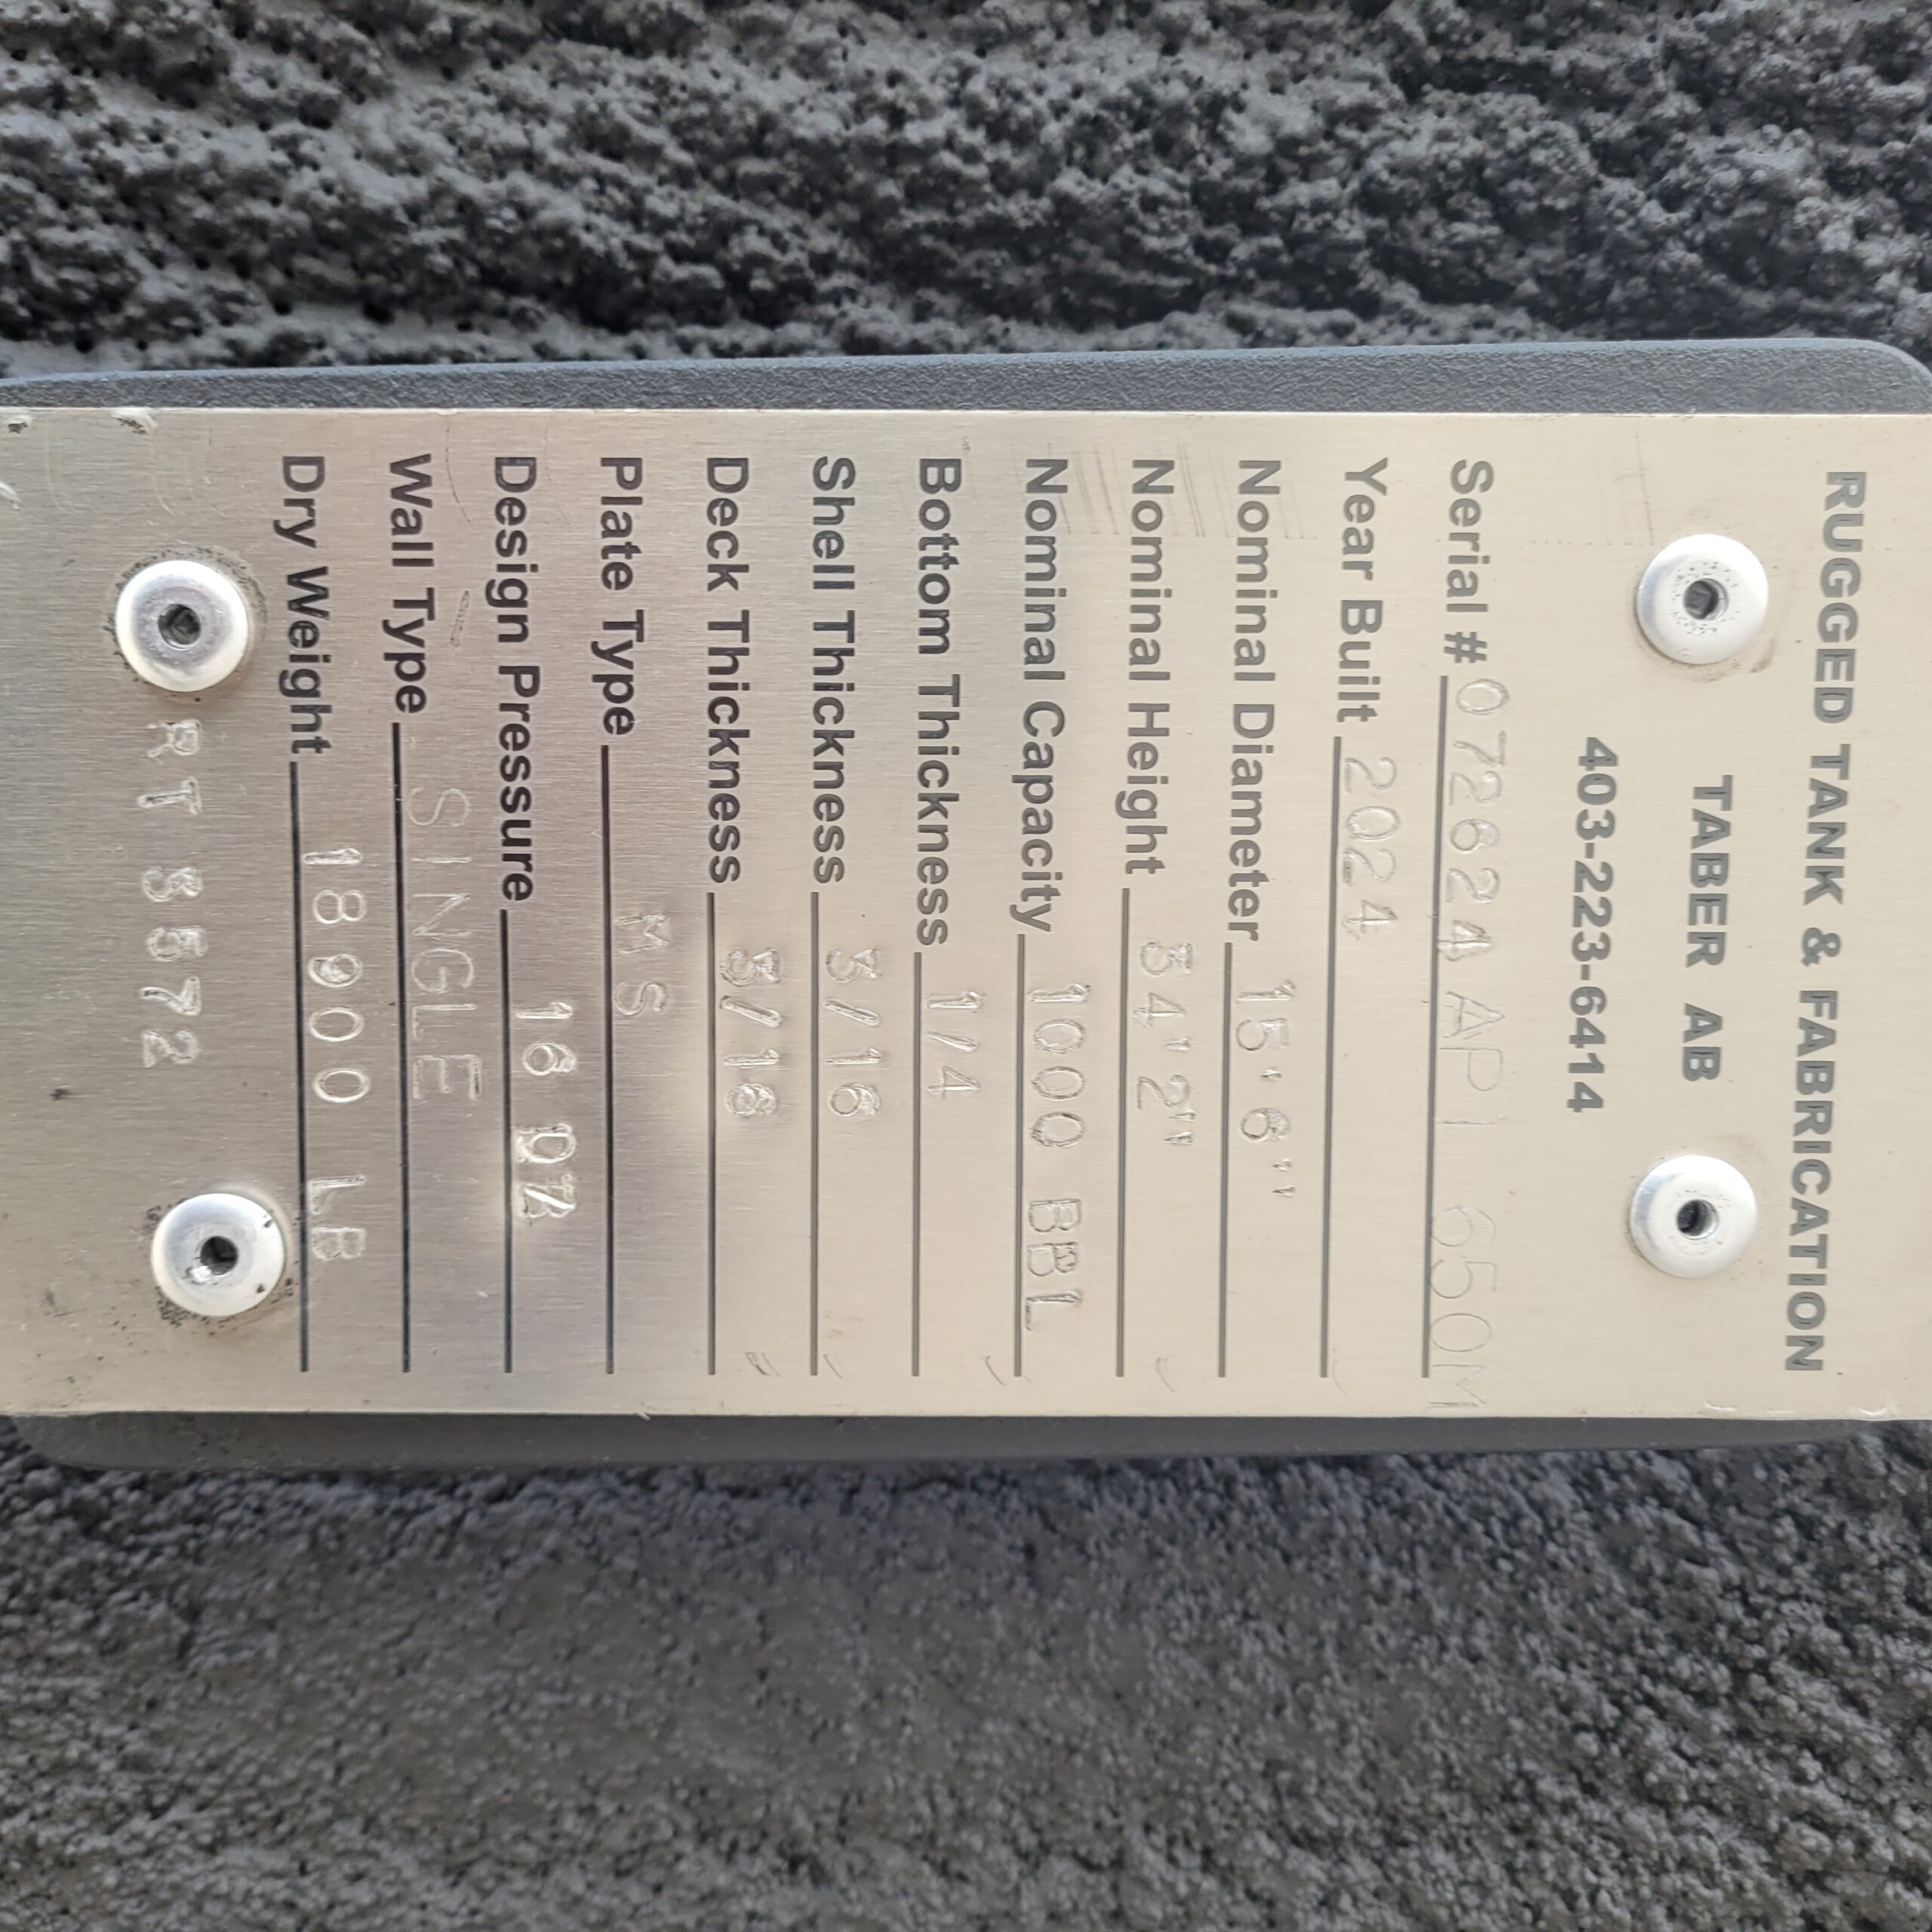 RUGGED TANK & FABRICATION
TABER AB
403-223-6414
Serial # 072624 API 650M
Year Built 2024
Nominal Diameter 15'6''
Nominal Height 34'2"
Nominal Capacity 1000 BBL
Bottom Thickness 1/4
Shell Thickness 3/16
Deck Thickness 3/16
Plate Type MS
Design Pressure 16 OZ
Wall Type SINGLE
Dry Weight 18900 LB
RT 3572